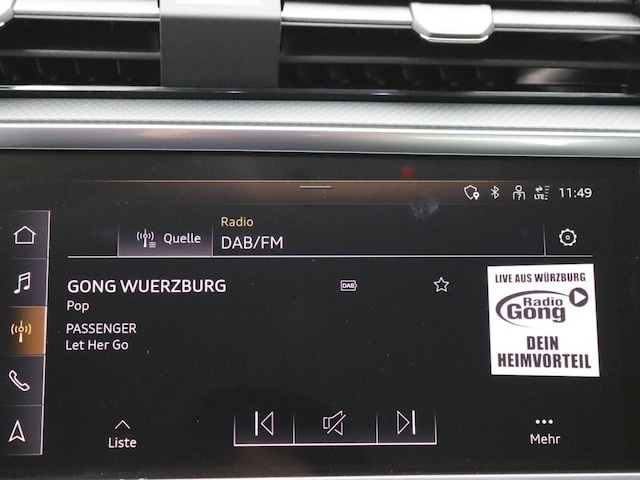 LTE
11:49
Radio
Quelle
DAB/FM
GONG WUERZBURG
DAB
Pop
PASSENGER
Let Her Go
LIVE AUS WÜRZBURG
Radio
Gong
DEIN
HEIMVORTEIL
Liste
Mehr